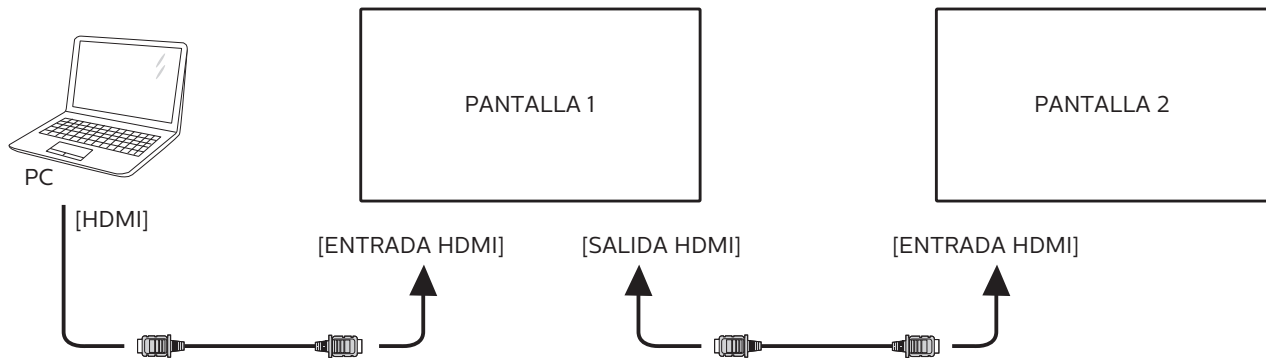 PANTALLA 1
PANTALLA 2
PC
[HDMI]
[ENTRADA HDMI]
[SALIDA HDMI]
[ENTRADA HDMI]